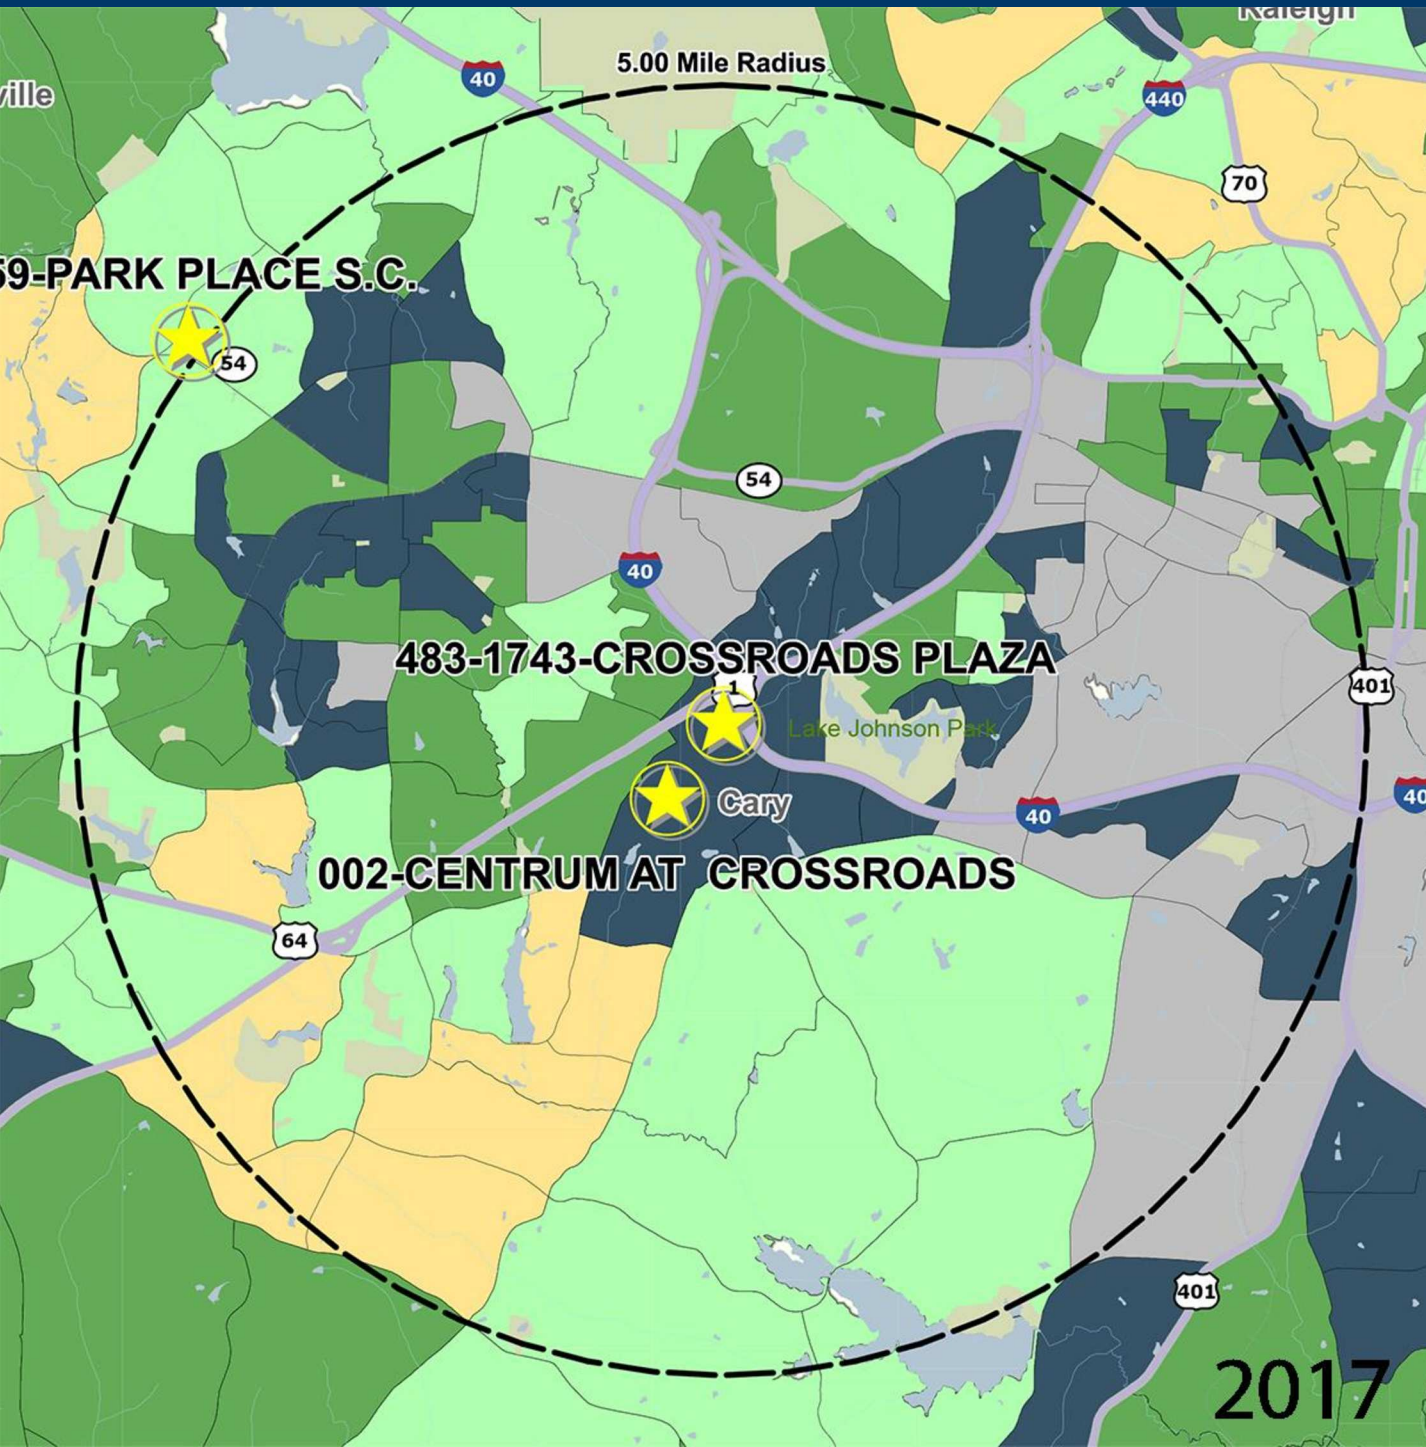 Raleigh
5.00 Mile Radius
40
440
ville
70
59-PARK PLACE S.C.
54
54
40
483-1743-CROSSROADS PLAZA
1
401
Lake Johnson Park
40
Cary
40
002-CENTRUM AT CROSSROADS
64
401
2017